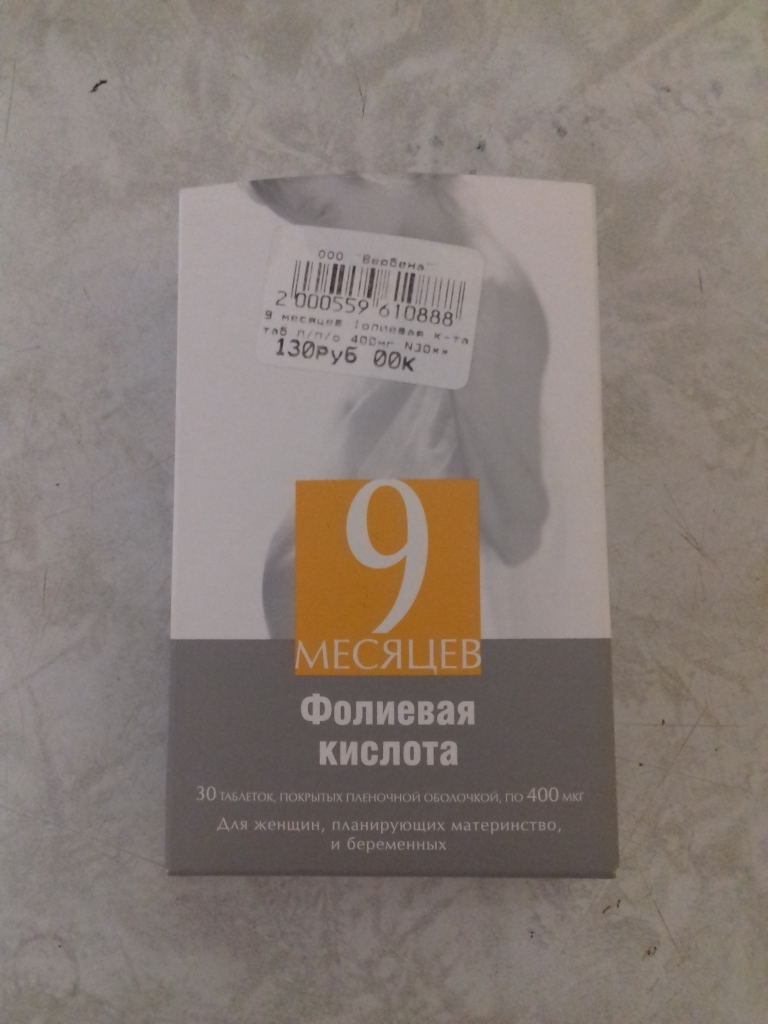 ООО "Вербена"
2 000559 610888
9 месяцев фолиевая к-та
таб п/п/о 400мг N30**
130руб 00к
9
МЕСЯЦЕВ
Фолиевая
кислота
30 ТАБЛЕТОК, ПОКРЫТЫХ ПЛЕНОЧНОЙ ОБОЛОЧКОЙ, ПО 400 МКГ
Для женщин, планирующих материнство,
и беременных